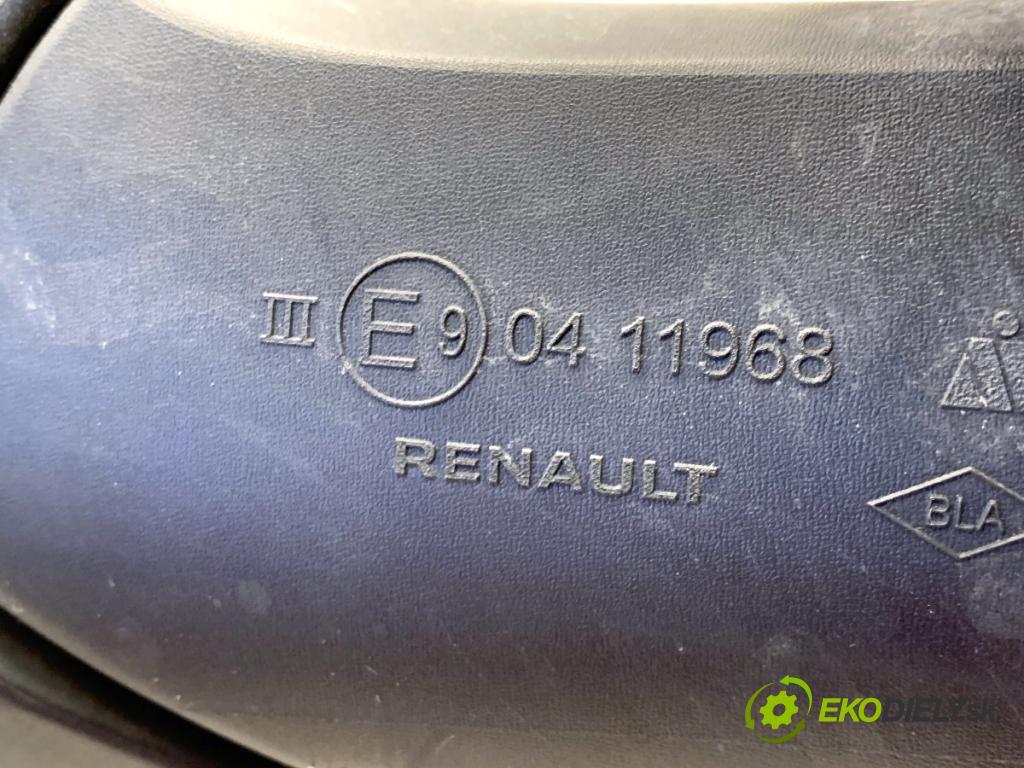 III E 9 04 11968
RENAULT
BLA
EKODIELY.sk